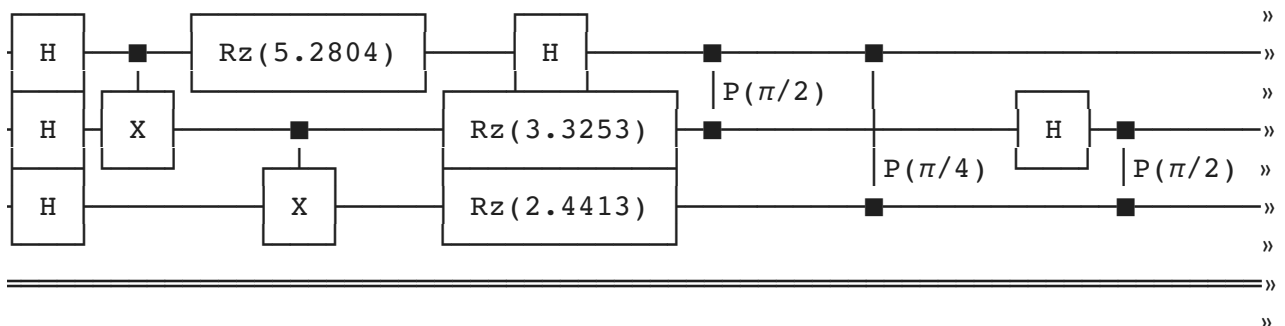 »
H Rz(5.2804) H »
P(π/2) »
H X Rz(3.3253) H »
P(π/4) P(π/2) »
H X Rz(2.4413) »
»
»
»